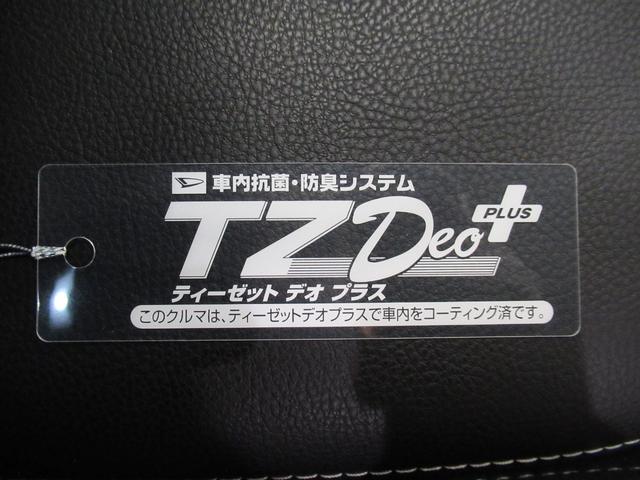 車内抗菌・防臭システム
TZDeo PLUS
ティーゼット デオ プラス
このクルマは、ティーゼットデオプラスで車内をコーティング済です。